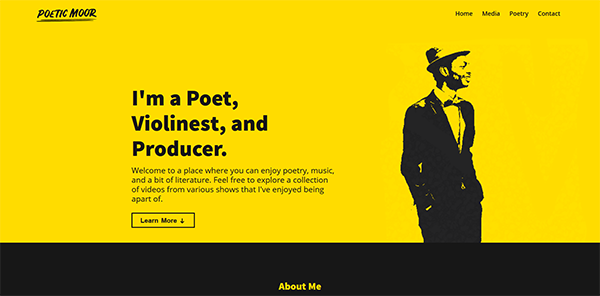 POETIC MOOR
Home Media Poetry Contact
I'm a Poet,
Violinest, and
Producer.
Welcome to a place where you can enjoy poetry, music,
and a bit of literature. Feel free to explore a collection
of videos from various shows that I've enjoyed being
apart of.
Learn More ↓
About Me